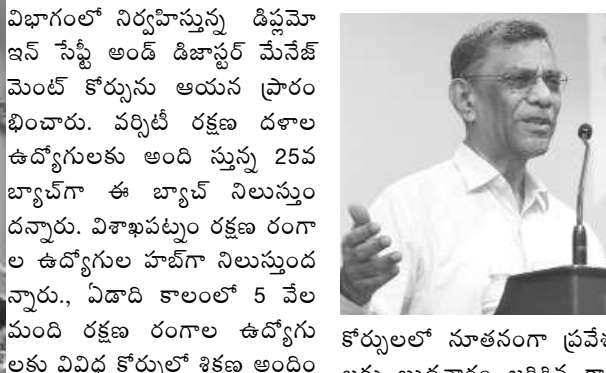 విభాగంలో నిర్వహిస్తున్న డిప్లమో
ఇన్ సేఫ్టీ అండ్ డిజాస్టర్ మేనేజ్
మెంట్ కోర్సును ఆయన ప్రారం
భించారు. వర్సిటీ రక్షణ దళాల
ఉద్యోగులకు అంది స్తున్న 25వ
బ్యాచ్‌గా ఈ బ్యాచ్ నిలుస్తుం
దన్నారు. విశాఖపట్నం రక్షణ రంగా
ల ఉద్యోగుల హబ్‌గా నిలుస్తుంద
న్నారు., ఏడాది కాలంలో 5 వేల
మంది రక్షణ రంగాల ఉద్యోగు
లకు వివిధ కోర్సులో శిక్షణ అందిం
కోర్సులలో నూతనంగా